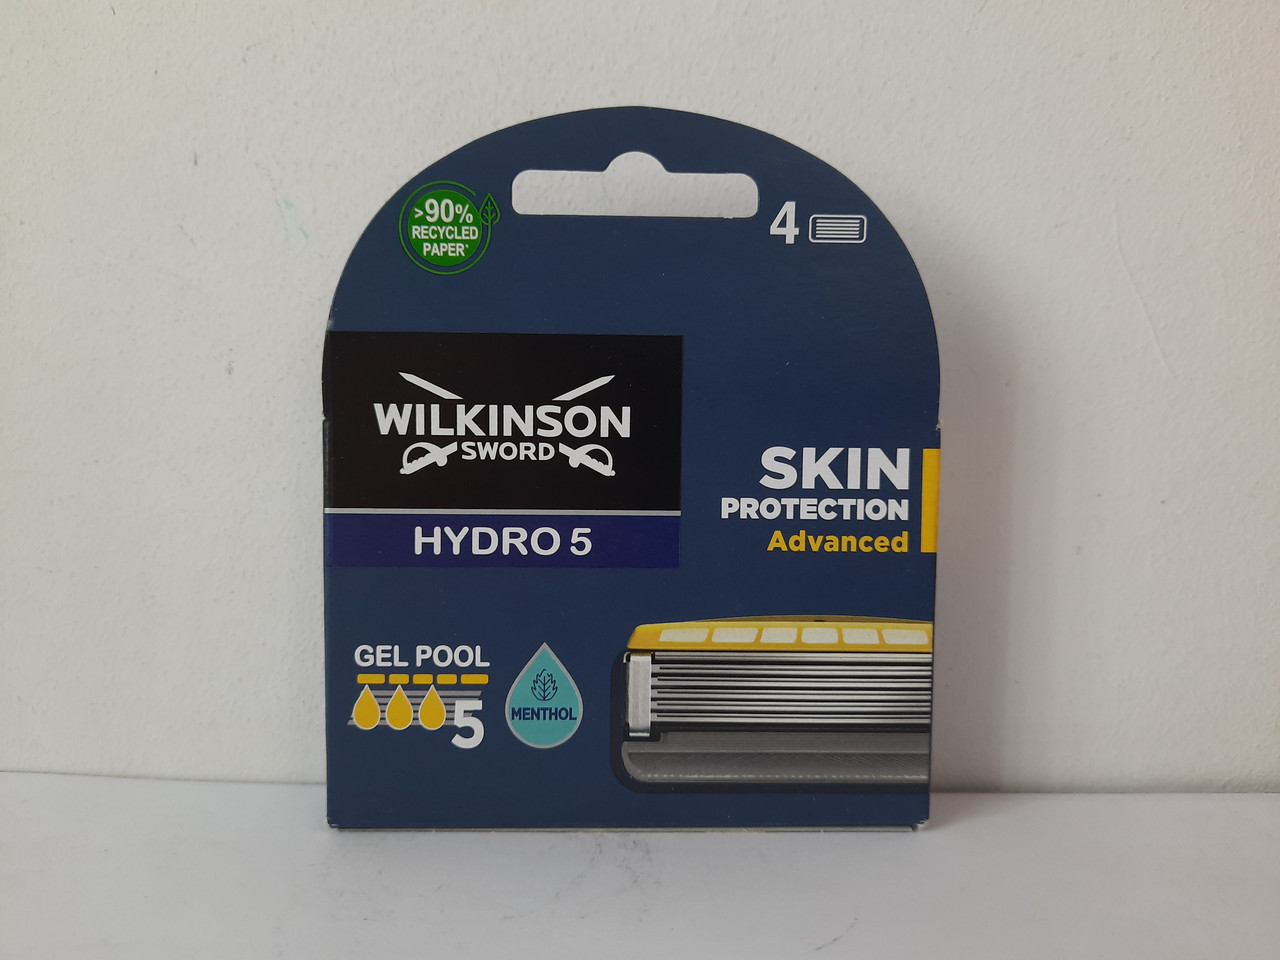 >90%
RECYCLED
PAPER*
4
WILKINSON
SWORD
HYDRO 5
SKIN
PROTECTION
Advanced
GEL POOL
5
MENTHOL